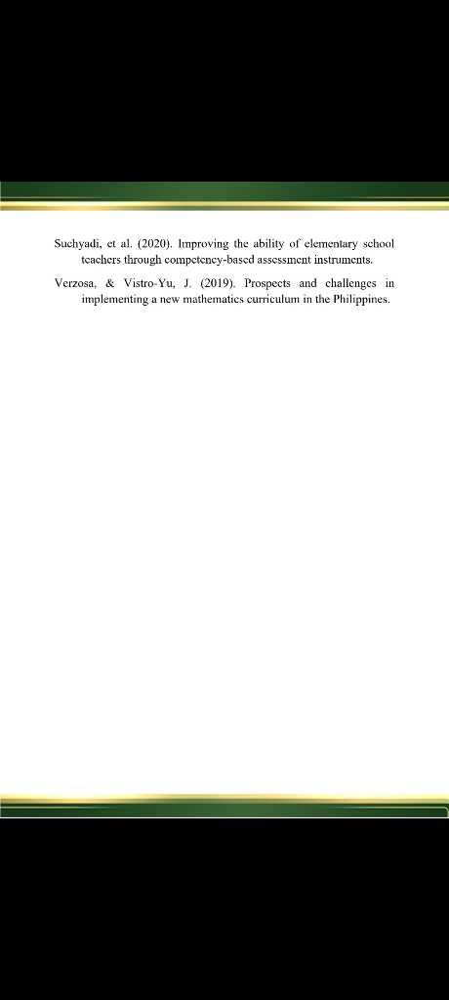 Suchyadi, et al. (2020). Improving the ability of elementary school
teachers through competency-based assessment instruments.
Verzosa, & Vistro-Yu, J. (2019). Prospects and challenges in
implementing a new mathematics curriculum in the Philippines.